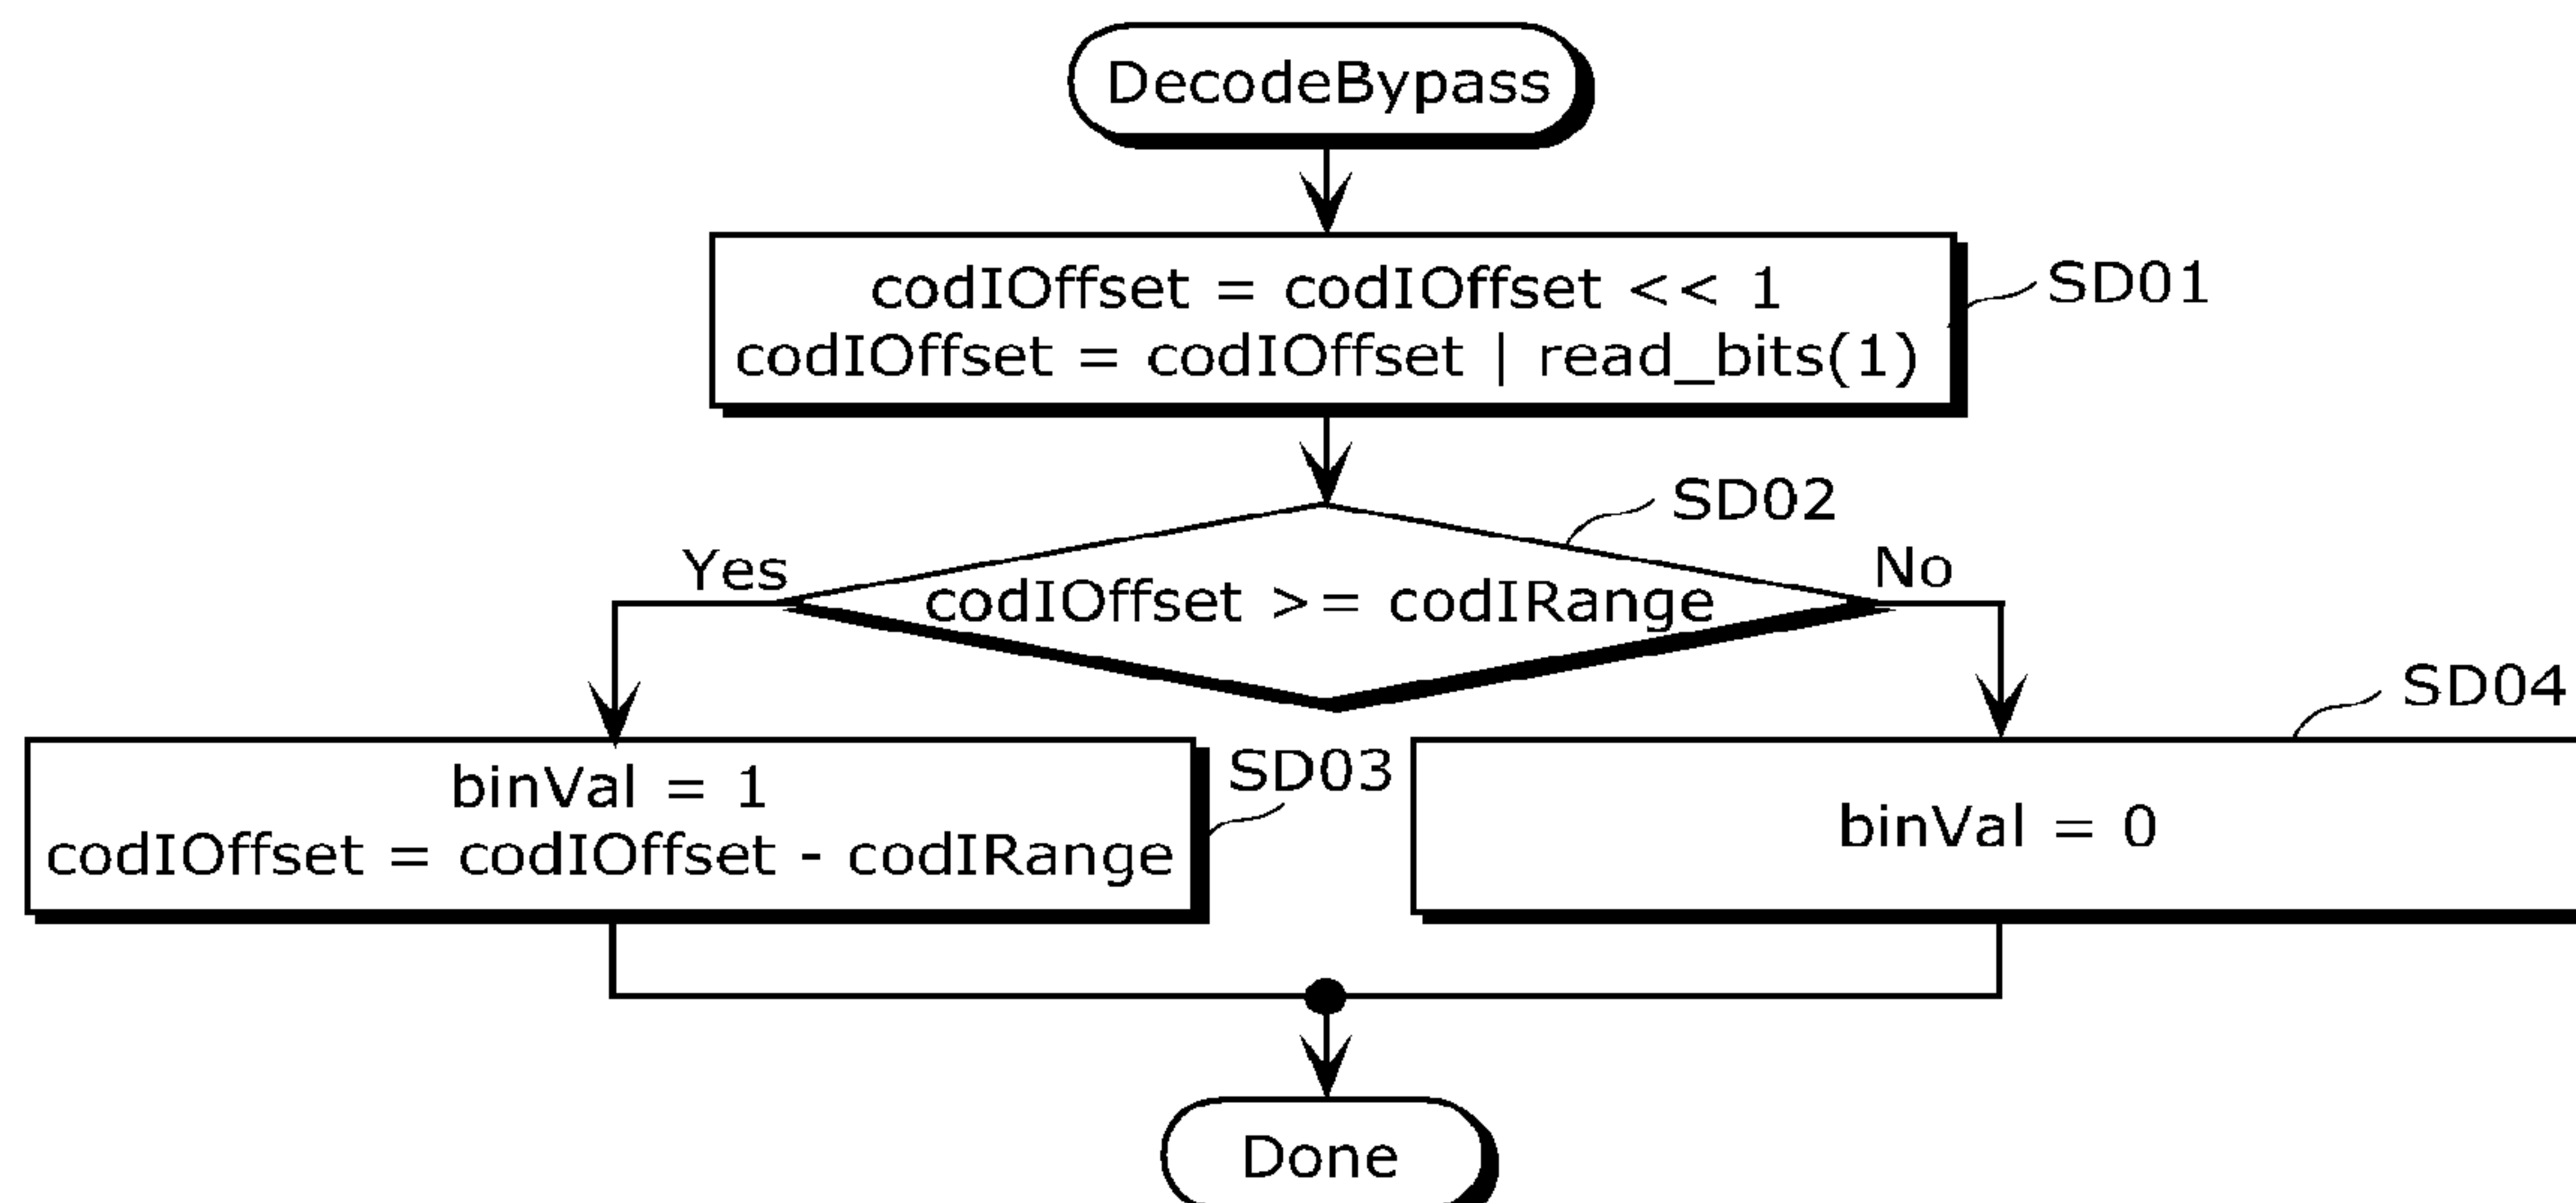 DecodeBypass
codIOffset = codIOffset << 1
codIOffset = codIOffset | read_bits(1)
SD01
SD02
Yes
No
codIOffset >= codIRange
SD04
SD03
binVal = 1
codIOffset = codIOffset - codIRange
binVal = 0
Done